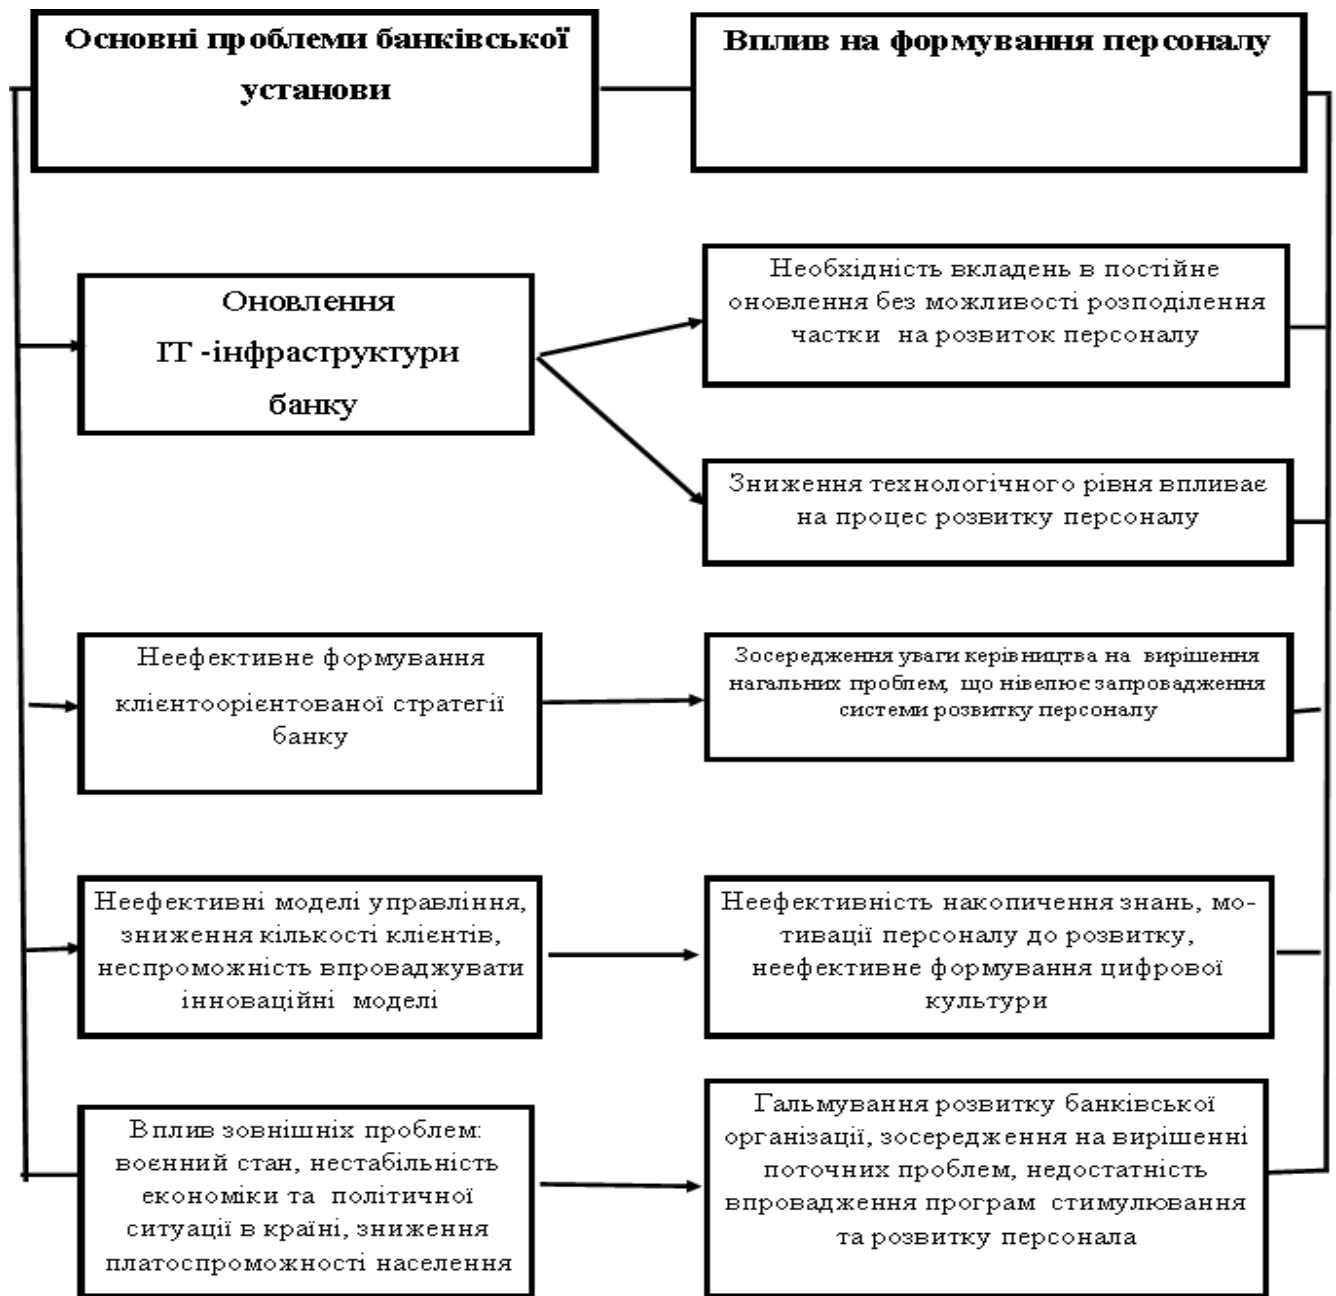 Основні проблеми банківської
установи
Вплив на формування персоналу
Оновлення
ІТ -інфраструктури
банку
Необхідність вкладень в постійне
оновлення без можливості розподілення
частки на розвиток персоналу
Зниження технологічного рівня впливає
на процес розвитку персоналу
Неефективне формування
клієнтоорієнтованої стратегії
банку
Зосередження уваги керівництва на вирішення
нагальних проблем, що нівелює запровадження
системи розвитку персоналу
Неефективні моделі управління,
зниження кількості клієнтів,
неспроможність впроваджувати
інноваційні моделі
Неефективність накопичення знань, мо-
тивації персоналу до розвитку,
неефективне формування цифрової
культури
Вплив зовнішніх проблем:
воєнний стан, нестабільність
економіки та політичної
ситуації в країні, зниження
платоспроможності населення
Гальмування розвитку банківської
організації, зосередження на вирішенні
поточних проблем, недостатність
впровадження програм стимулювання
та розвитку персонала